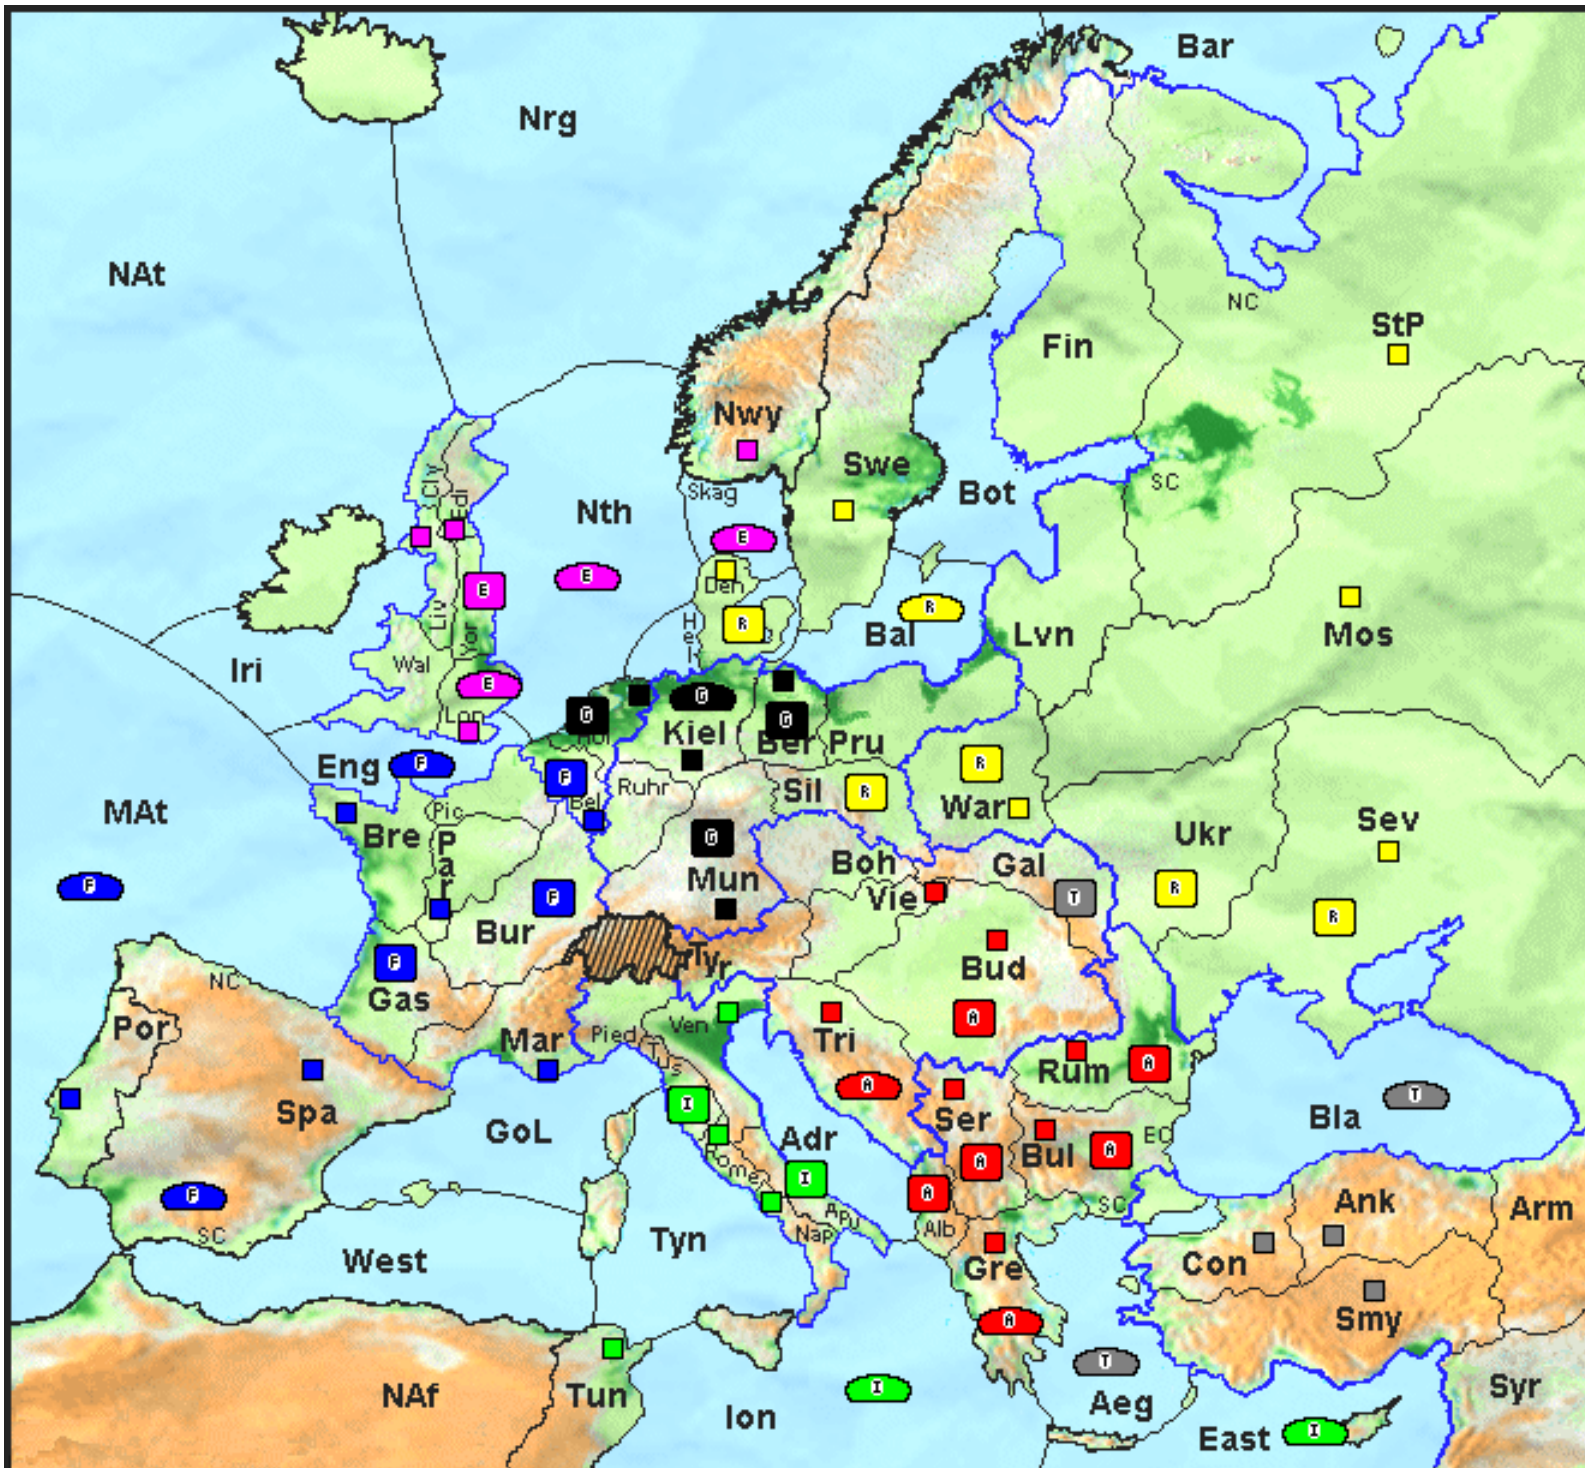 Bar
Nrg
NAt
NC
StP
Fin
Nwy
Swe
SC
Skag
Bot
Cly
Edl
Nth
E
E
E
Den
R
R
Hel
Bal
Lvn
Mos
Liv
Yor
Wal
Iri
E
Lon
G
G
G
Hol
Kiel
Ber
Pru
Eng
F
F
R
R
Ruhr
Sil
War
Bel
MAt
Pic
Bre
Par
G
Ukr
Sev
Boh
Gal
F
Mun
Vie
F
T
R
R
Bur
Tyr
Bud
F
NC
Gas
Por
Ven
A
Pied
Mar
Tri
Tus
Rum
A
A
I
Spa
Ser
T
GoL
Adr
Bla
Bul
EC
Rome
A
A
I
A
F
SC
Apu
Alb
SC
Ank
Arm
Nap
Tyn
West
Gre
Con
Smy
A
T
NAf
Tun
I
Ion
Aeg
Syr
East
I